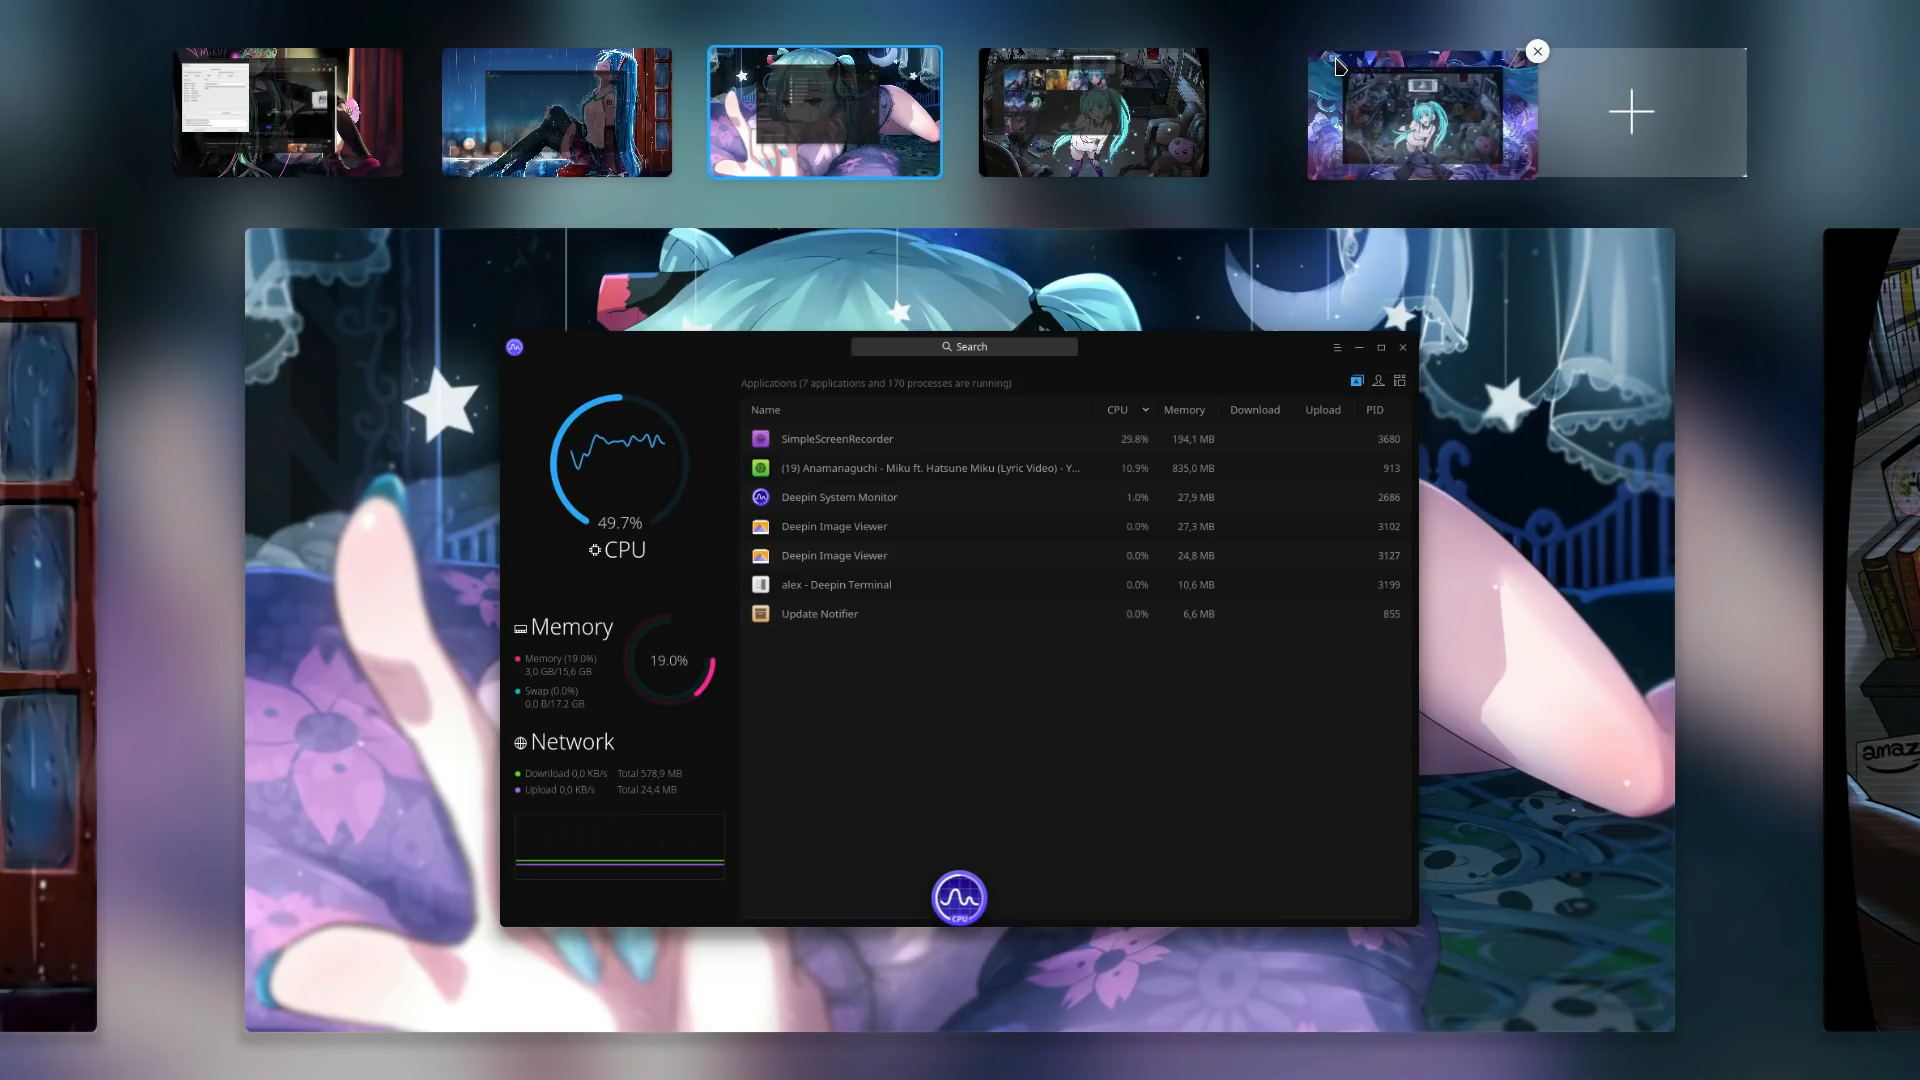 Search
Applications (7 applications and 170 processes are running)
Name CPU Memory Download Upload PID
SimpleScreenRecorder 29.8% 194,1 MB 3680
(19) Anamanaguchi - Miku ft. Hatsune Miku (Lyric Video) - Y... 10.9% 835,0 MB 913
Deepin System Monitor 1.0% 27,9 MB 2686
Deepin Image Viewer 0.0% 27,3 MB 3102
Deepin Image Viewer 0.0% 24,8 MB 3127
alex - Deepin Terminal 0.0% 10,6 MB 3199
Update Notifier 0.0% 6,6 MB 855
49.7%
CPU
Memory
Memory (19.0%)
3,0 GB/15,6 GB
Swap (0.0%)
0.0 B/17.2 GB
19.0%
Network
Download 0,0 KB/s Total 578,9 MB
Upload 0,0 KB/s Total 24,4 MB
CPU
amaz